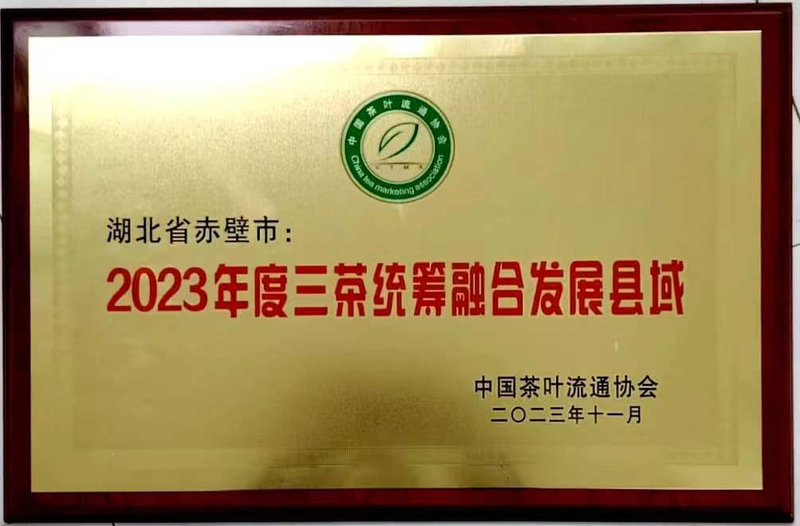 中国茶叶流通协会
CTMA
China tea marketing association
湖北省赤壁市：
2023年度三茶统筹融合发展县域
中国茶叶流通协会
二〇二三年十一月